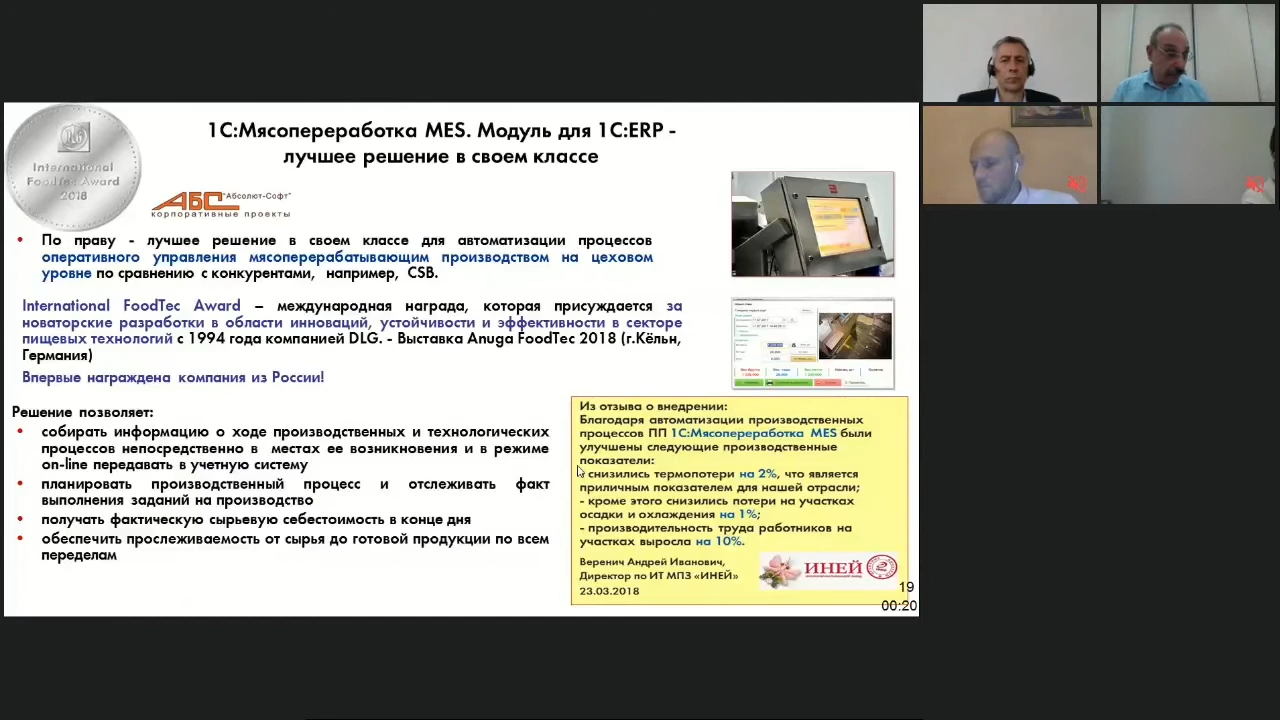 1С:Мясопереработка MES. Модуль для 1С:ERP -
лучшее решение в своем классе
International
FoodTec Award
2018
АБС "Абсолют-Софт"
корпоративные проекты
• По праву - лучшее решение в своем классе для автоматизации процессов
оперативного управления мясоперерабатывающим производством на цеховом
уровне по сравнению с конкурентами, например, CSB.
International FoodTec Award – международная награда, которая присуждается за
новаторские разработки в области инноваций, устойчивости и эффективности в секторе
пищевых технологий с 1994 года компанией DLG. - Выставка Anuga FoodTec 2018 (г.Кёльн,
Германия)
Впервые награждена компания из России!
Решение позволяет:
• собирать информацию о ходе производственных и технологических
процессов непосредственно в местах ее возникновения и в режиме
on-line передавать в учетную систему
• планировать производственный процесс и отслеживать факт
выполнения заданий на производство
• получать фактическую сырьевую себестоимость в конце дня
• обеспечить прослеживаемость от сырья до готовой продукции по всем
переделам
Из отзыва о внедрении:
Благодаря автоматизации производственных
процессов ПП 1С:Мясопереработка MES были
улучшены следующие производственные
показатели:
снизились термопотери на 2%, что является
приличным показателем для нашей отрасли;
- кроме этого снизились потери на участках
осадки и охлаждения на 1%;
- производительность труда работников на
участках выросла на 10%.
Веренич Андрей Иванович,
Директор по ИТ МПЗ «ИНЕЙ»
23.03.2018
ИНЕЙ
19
00:20